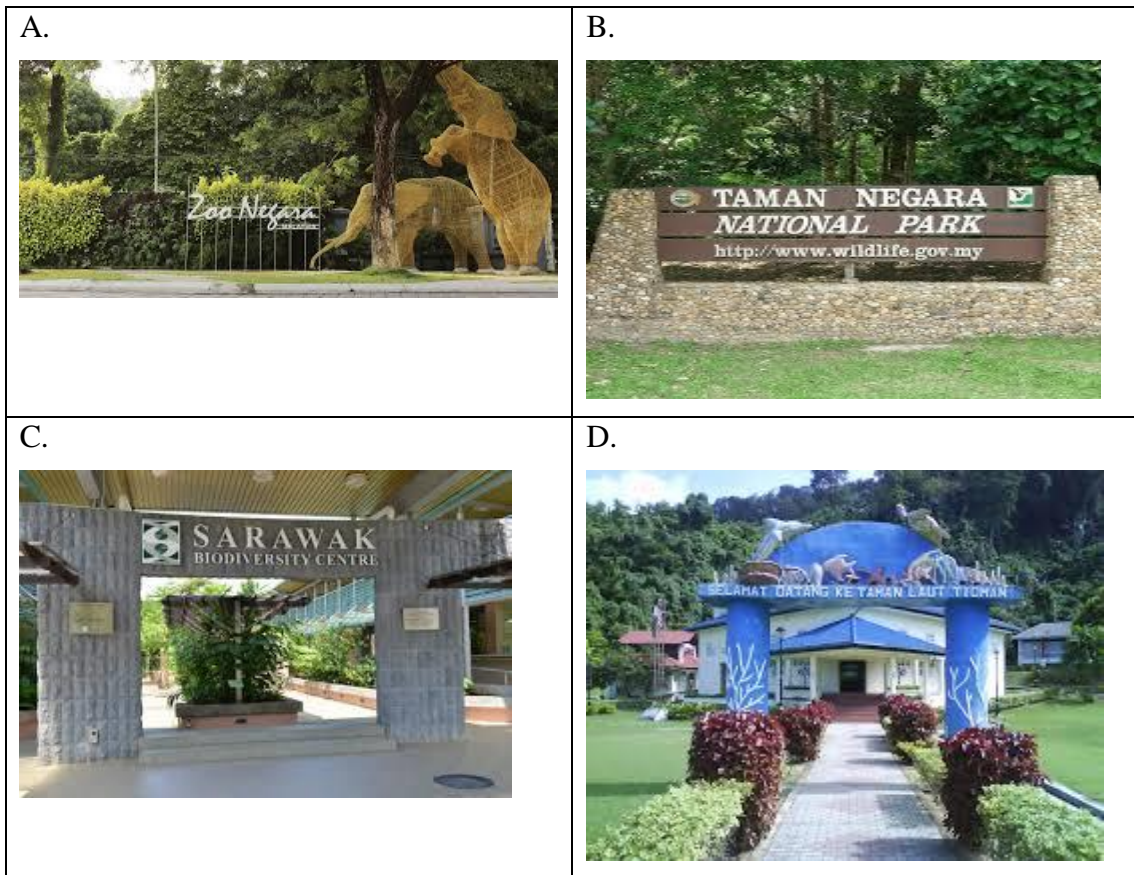 A.
Zoo Negara
B.
TAMAN NEGARA
NATIONAL PARK
http://www.wildlife.gov.my
C.
SARAWAK
BIODIVERSITY CENTRE
D.
SELAMAT DATANG KE TAMAN LAUT TIOMAN